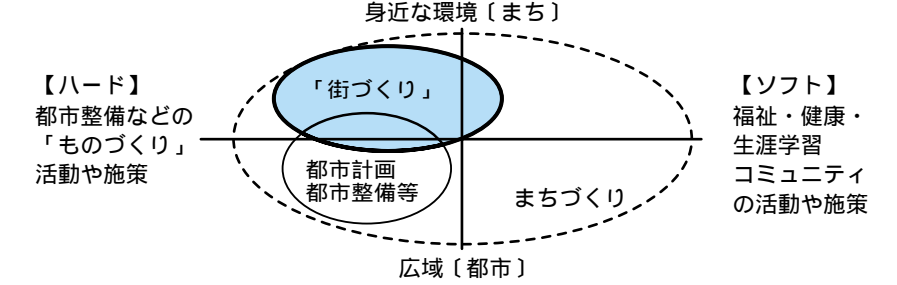 身近な環境〔まち〕
【ハード】
都市整備などの
「ものづくり」
活動や施策
「街づくり」
都市計画
都市整備等
まちづくり
【ソフト】
福祉・健康・
生涯学習
コミュニティ
の活動や施策
広域〔都市〕